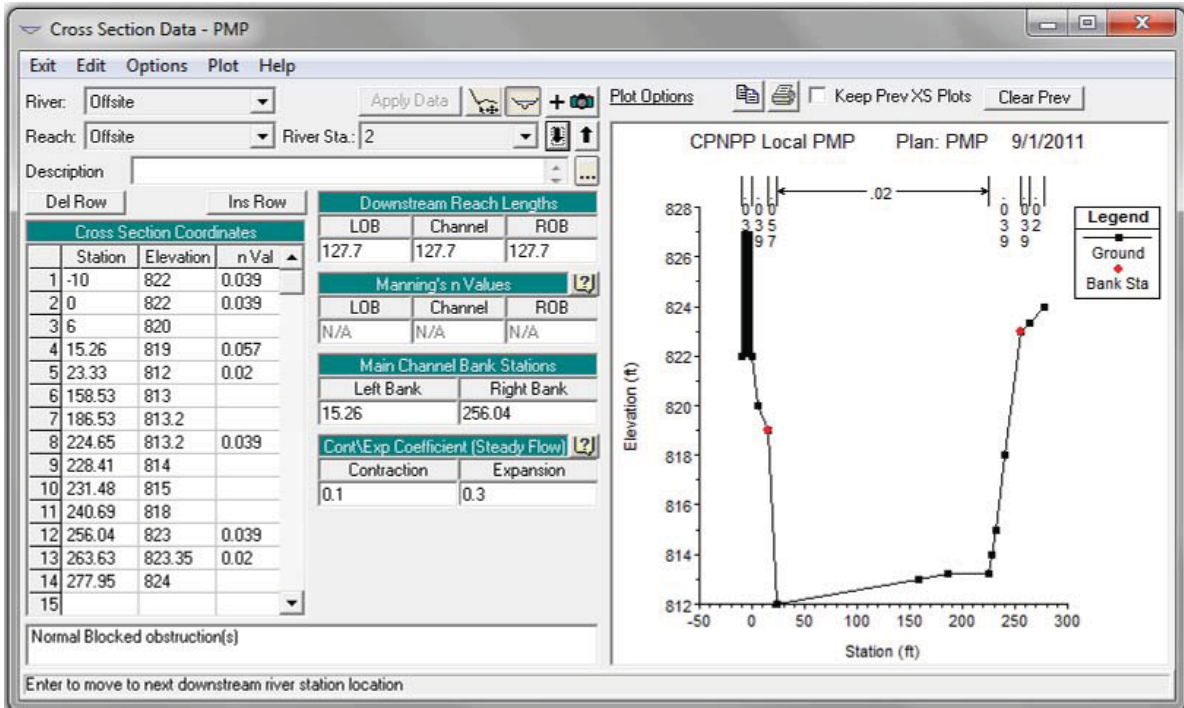 Cross Section Data - PMP
Exit Edit Options Plot Help
River: Offsite Apply Data
Reach: Offsite River Sta.: 2
Description ...
Del Row Ins Row
Cross Section Coordinates
Station Elevation n Val
1 -10 822 0.039
2 0 822 0.039
3 6 820
4 15.26 819 0.057
5 23.33 812 0.02
6 158.53 813
7 186.53 813.2
8 224.65 813.2 0.039
9 228.41 814
10 231.48 815
11 240.69 818
12 256.04 823 0.039
13 263.63 823.35 0.02
14 277.95 824
15
Downstream Reach Lengths
LOB Channel ROB
127.7 127.7 127.7
Manning's n Values
LOB Channel ROB
N/A N/A N/A
Main Channel Bank Stations
Left Bank Right Bank
15.26 256.04
Cont\Exp Coefficient (Steady Flow)
Contraction Expansion
0.1 0.3
Normal Blocked obstruction(s)
Enter to move to next downstream river station location
Plot Options Keep Prev XS Plots Clear Prev
CPNPP Local PMP Plan: PMP 9/1/2011
.02
.039
828
826
824
822
820
818
816
814
812
Elevation (ft)
-50 0 50 100 150 200 250 300
Station (ft)
Legend
Ground
Bank Sta